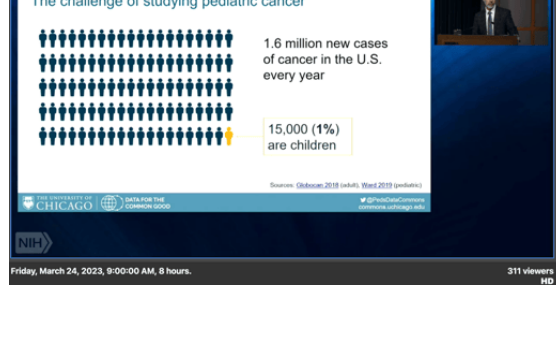 The challenge of studying pediatric cancer
1.6 million new cases
of cancer in the U.S.
every year
15,000 (1%)
are children
Sources: Globocan 2018 (adult), Ward 2019 (pediatric)
THE UNIVERSITY OF
CHICAGO
DATA FOR THE
COMMON GOOD
@PedsDataCommons
commons.uchicago.edu
NIH
Friday, March 24, 2023, 9:00:00 AM, 8 hours.
311 viewers
HD